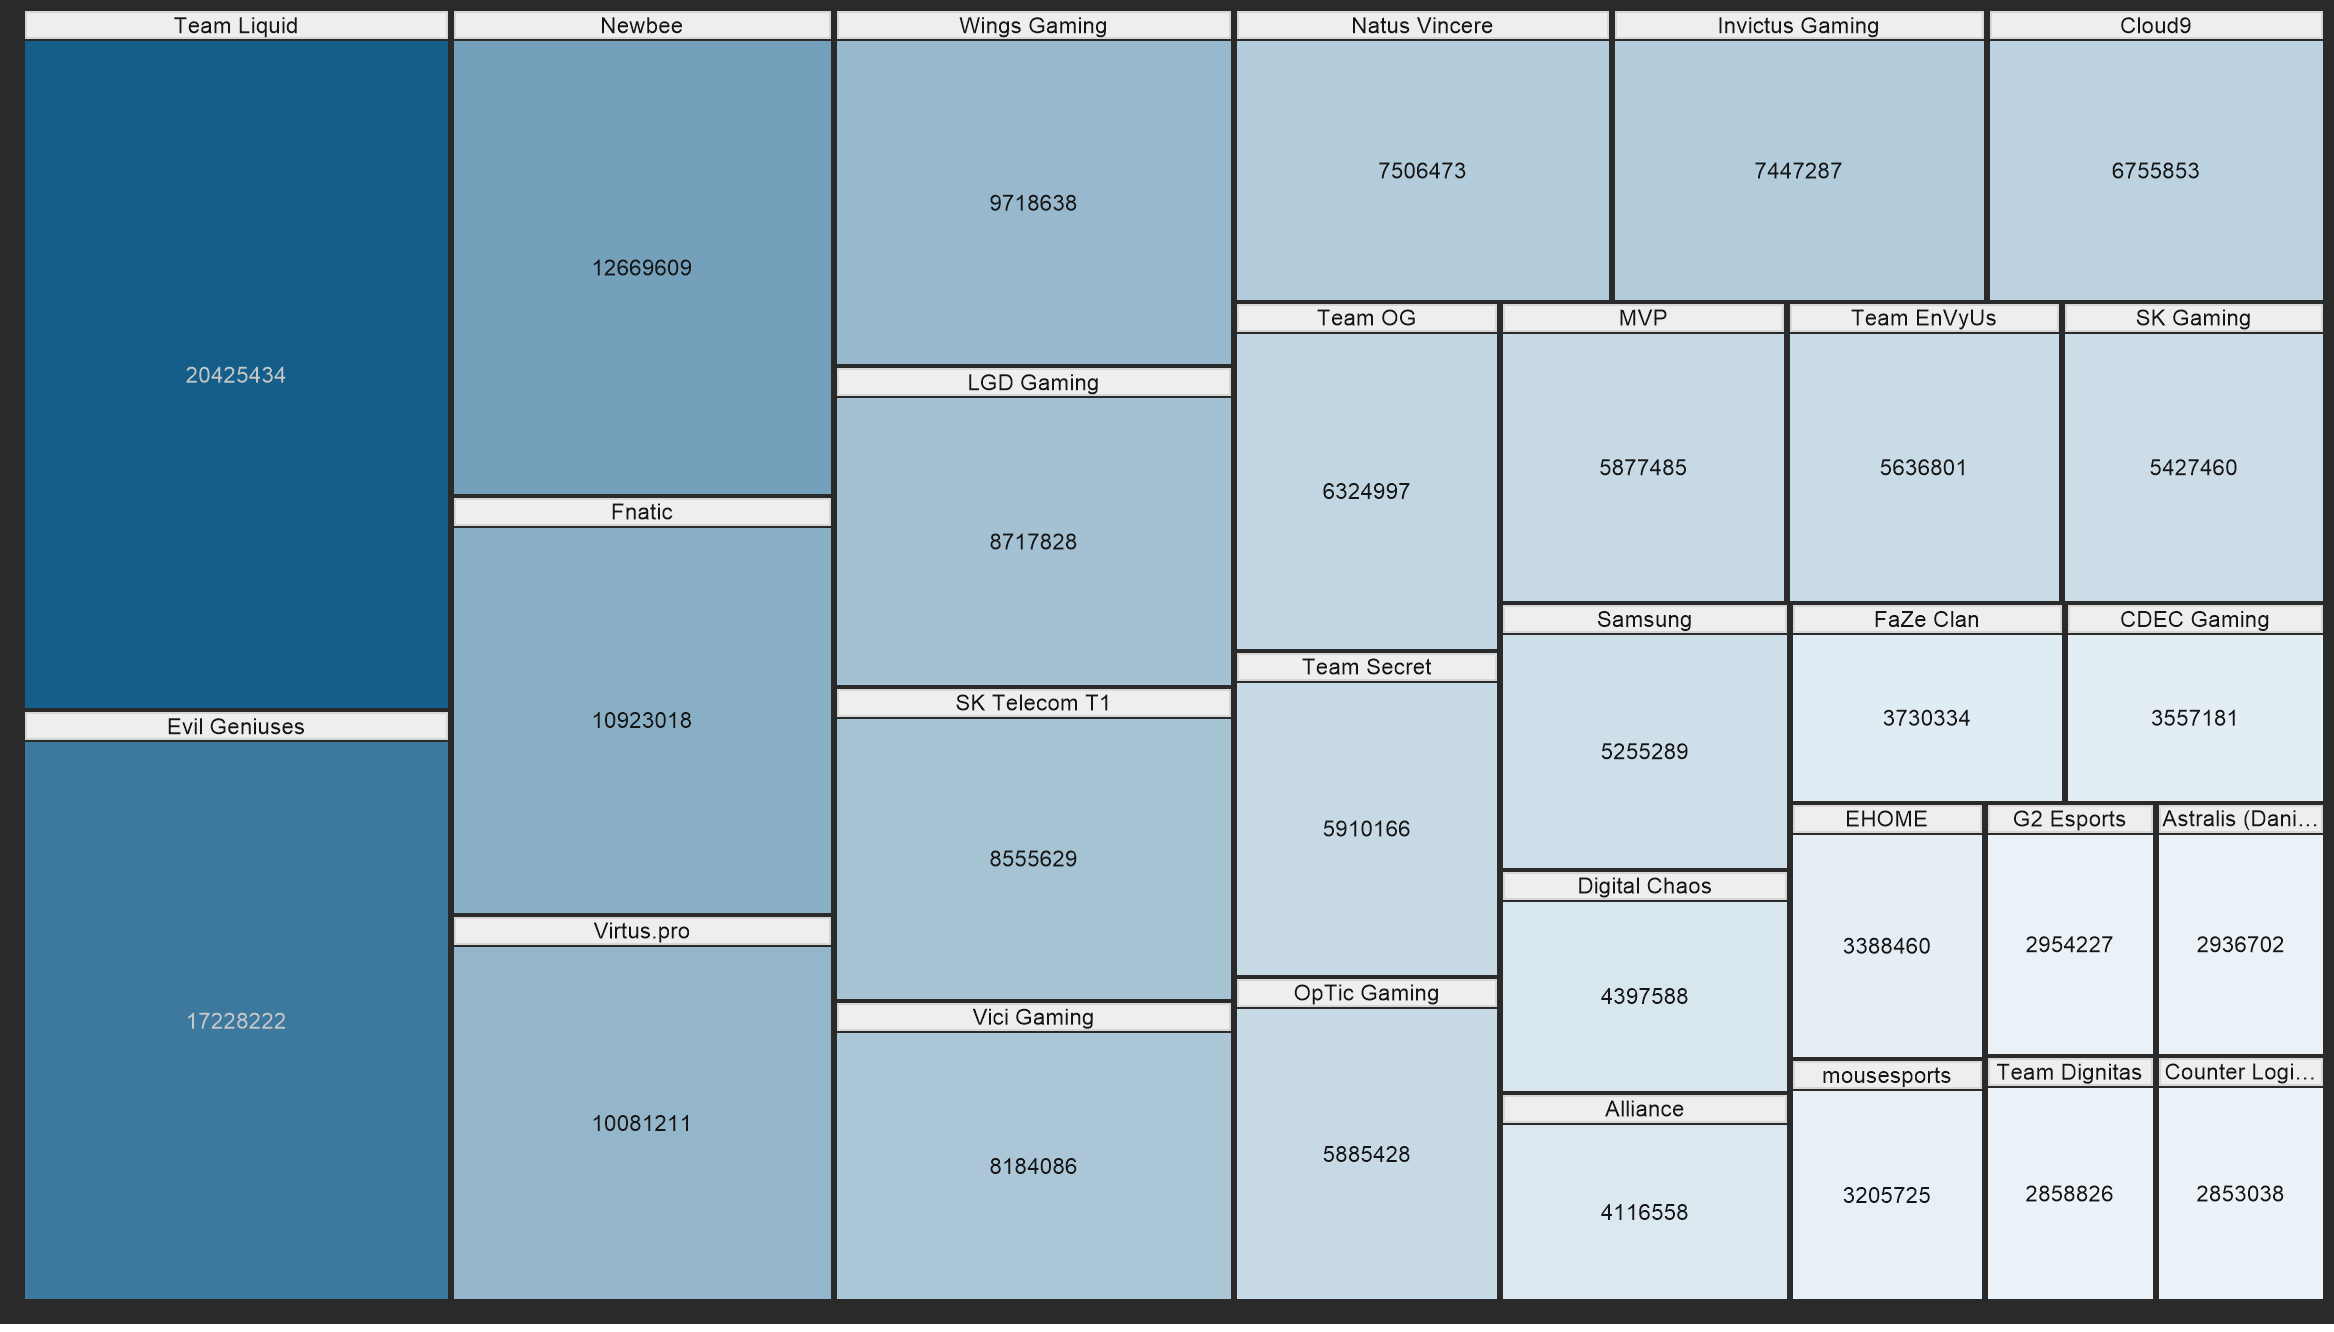 Team Liquid
20425434
Evil Geniuses
17228222
Newbee
12669609
Fnatic
10923018
Virtus.pro
10081211
Wings Gaming
9718638
LGD Gaming
8717828
SK Telecom T1
8555629
Vici Gaming
8184086
Natus Vincere
7506473
Invictus Gaming
7447287
Cloud9
6755853
Team OG
6324997
Team Secret
5910166
OpTic Gaming
5885428
MVP
5877485
Team EnVyUs
5636801
SK Gaming
5427460
Samsung
5255289
Digital Chaos
4397588
Alliance
4116558
FaZe Clan
3730334
CDEC Gaming
3557181
EHOME
3388460
mousesports
3205725
G2 Esports
2954227
Astralis (Dani...
2936702
Team Dignitas
2858826
Counter Logi...
2853038